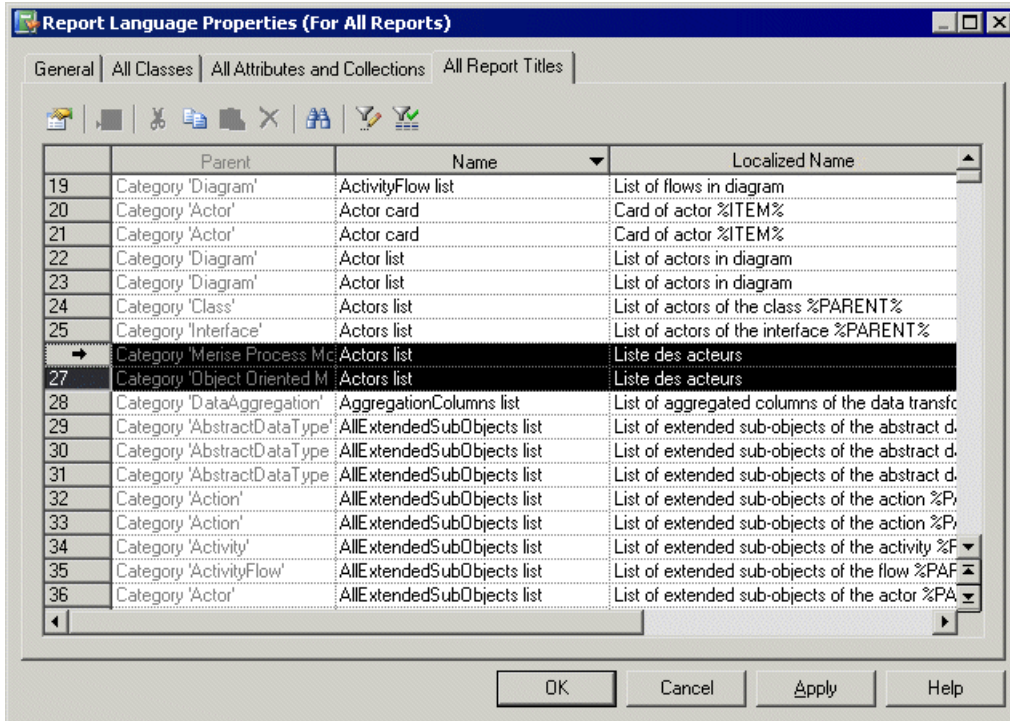 Report Language Properties (For All Reports)
General All Classes All Attributes and Collections All Report Titles
Parent Name Localized Name
19 Category 'Diagram' ActivityFlow list List of flows in diagram
20 Category 'Actor' Actor card Card of actor %ITEM%
21 Category 'Actor' Actor card Card of actor %ITEM%
22 Category 'Diagram' Actor list List of actors in diagram
23 Category 'Diagram' Actor list List of actors in diagram
24 Category 'Class' Actors list List of actors of the class %PARENT%
25 Category 'Interface' Actors list List of actors of the interface %PARENT%
Category 'Merise Process Mo Actors list Liste des acteurs
27 Category 'Object Oriented M Actors list Liste des acteurs
28 Category 'DataAggregation' AggregationColumns list List of aggregated columns of the data transfo
29 Category 'AbstractDataType' AllExtendedSubObjects list List of extended sub-objects of the abstract d
30 Category 'AbstractDataType AllExtendedSubObjects list List of extended sub-objects of the abstract d
31 Category 'AbstractDataType AllExtendedSubObjects list List of extended sub-objects of the abstract d
32 Category 'Action' AllExtendedSubObjects list List of extended sub-objects of the action %PA
33 Category 'Action' AllExtendedSubObjects list List of extended sub-objects of the action %PA
34 Category 'Activity' AllExtendedSubObjects list List of extended sub-objects of the activity %P
35 Category 'ActivityFlow' AllExtendedSubObjects list List of extended sub-objects of the flow %PAR
36 Category 'Actor' AllExtendedSubObjects list List of extended sub-objects of the actor %PA
OK Cancel Apply Help